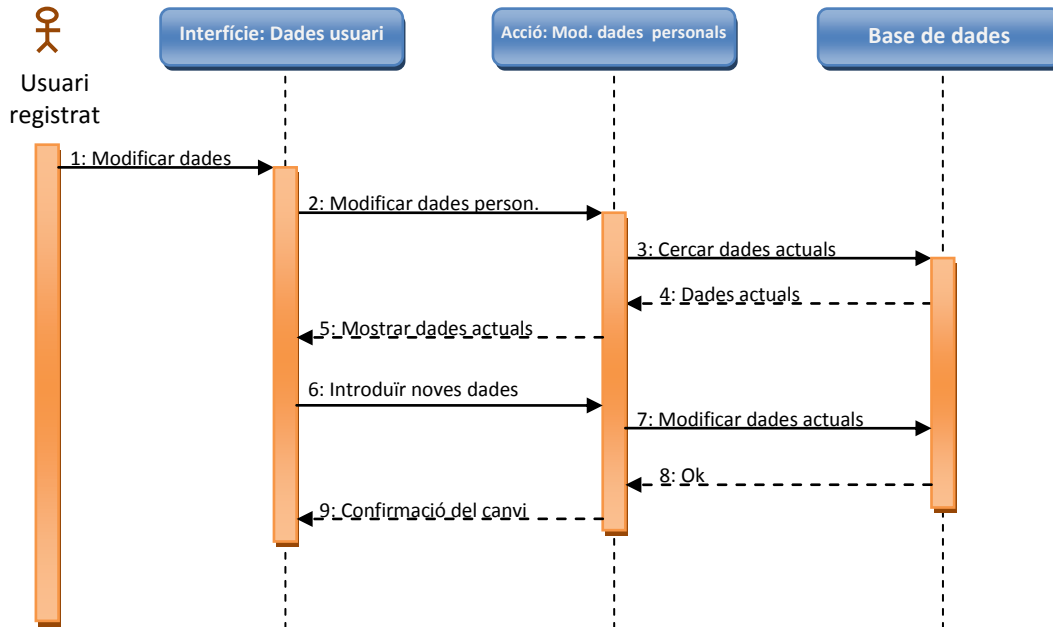 Interfície: Dades usuari
Acció: Mod. dades personals
Base de dades
Usuari
registrat
1: Modificar dades
2: Modificar dades person.
3: Cercar dades actuals
4: Dades actuals
5: Mostrar dades actuals
6: Introduïr noves dades
7: Modificar dades actuals
8: Ok
9: Confirmació del canvi